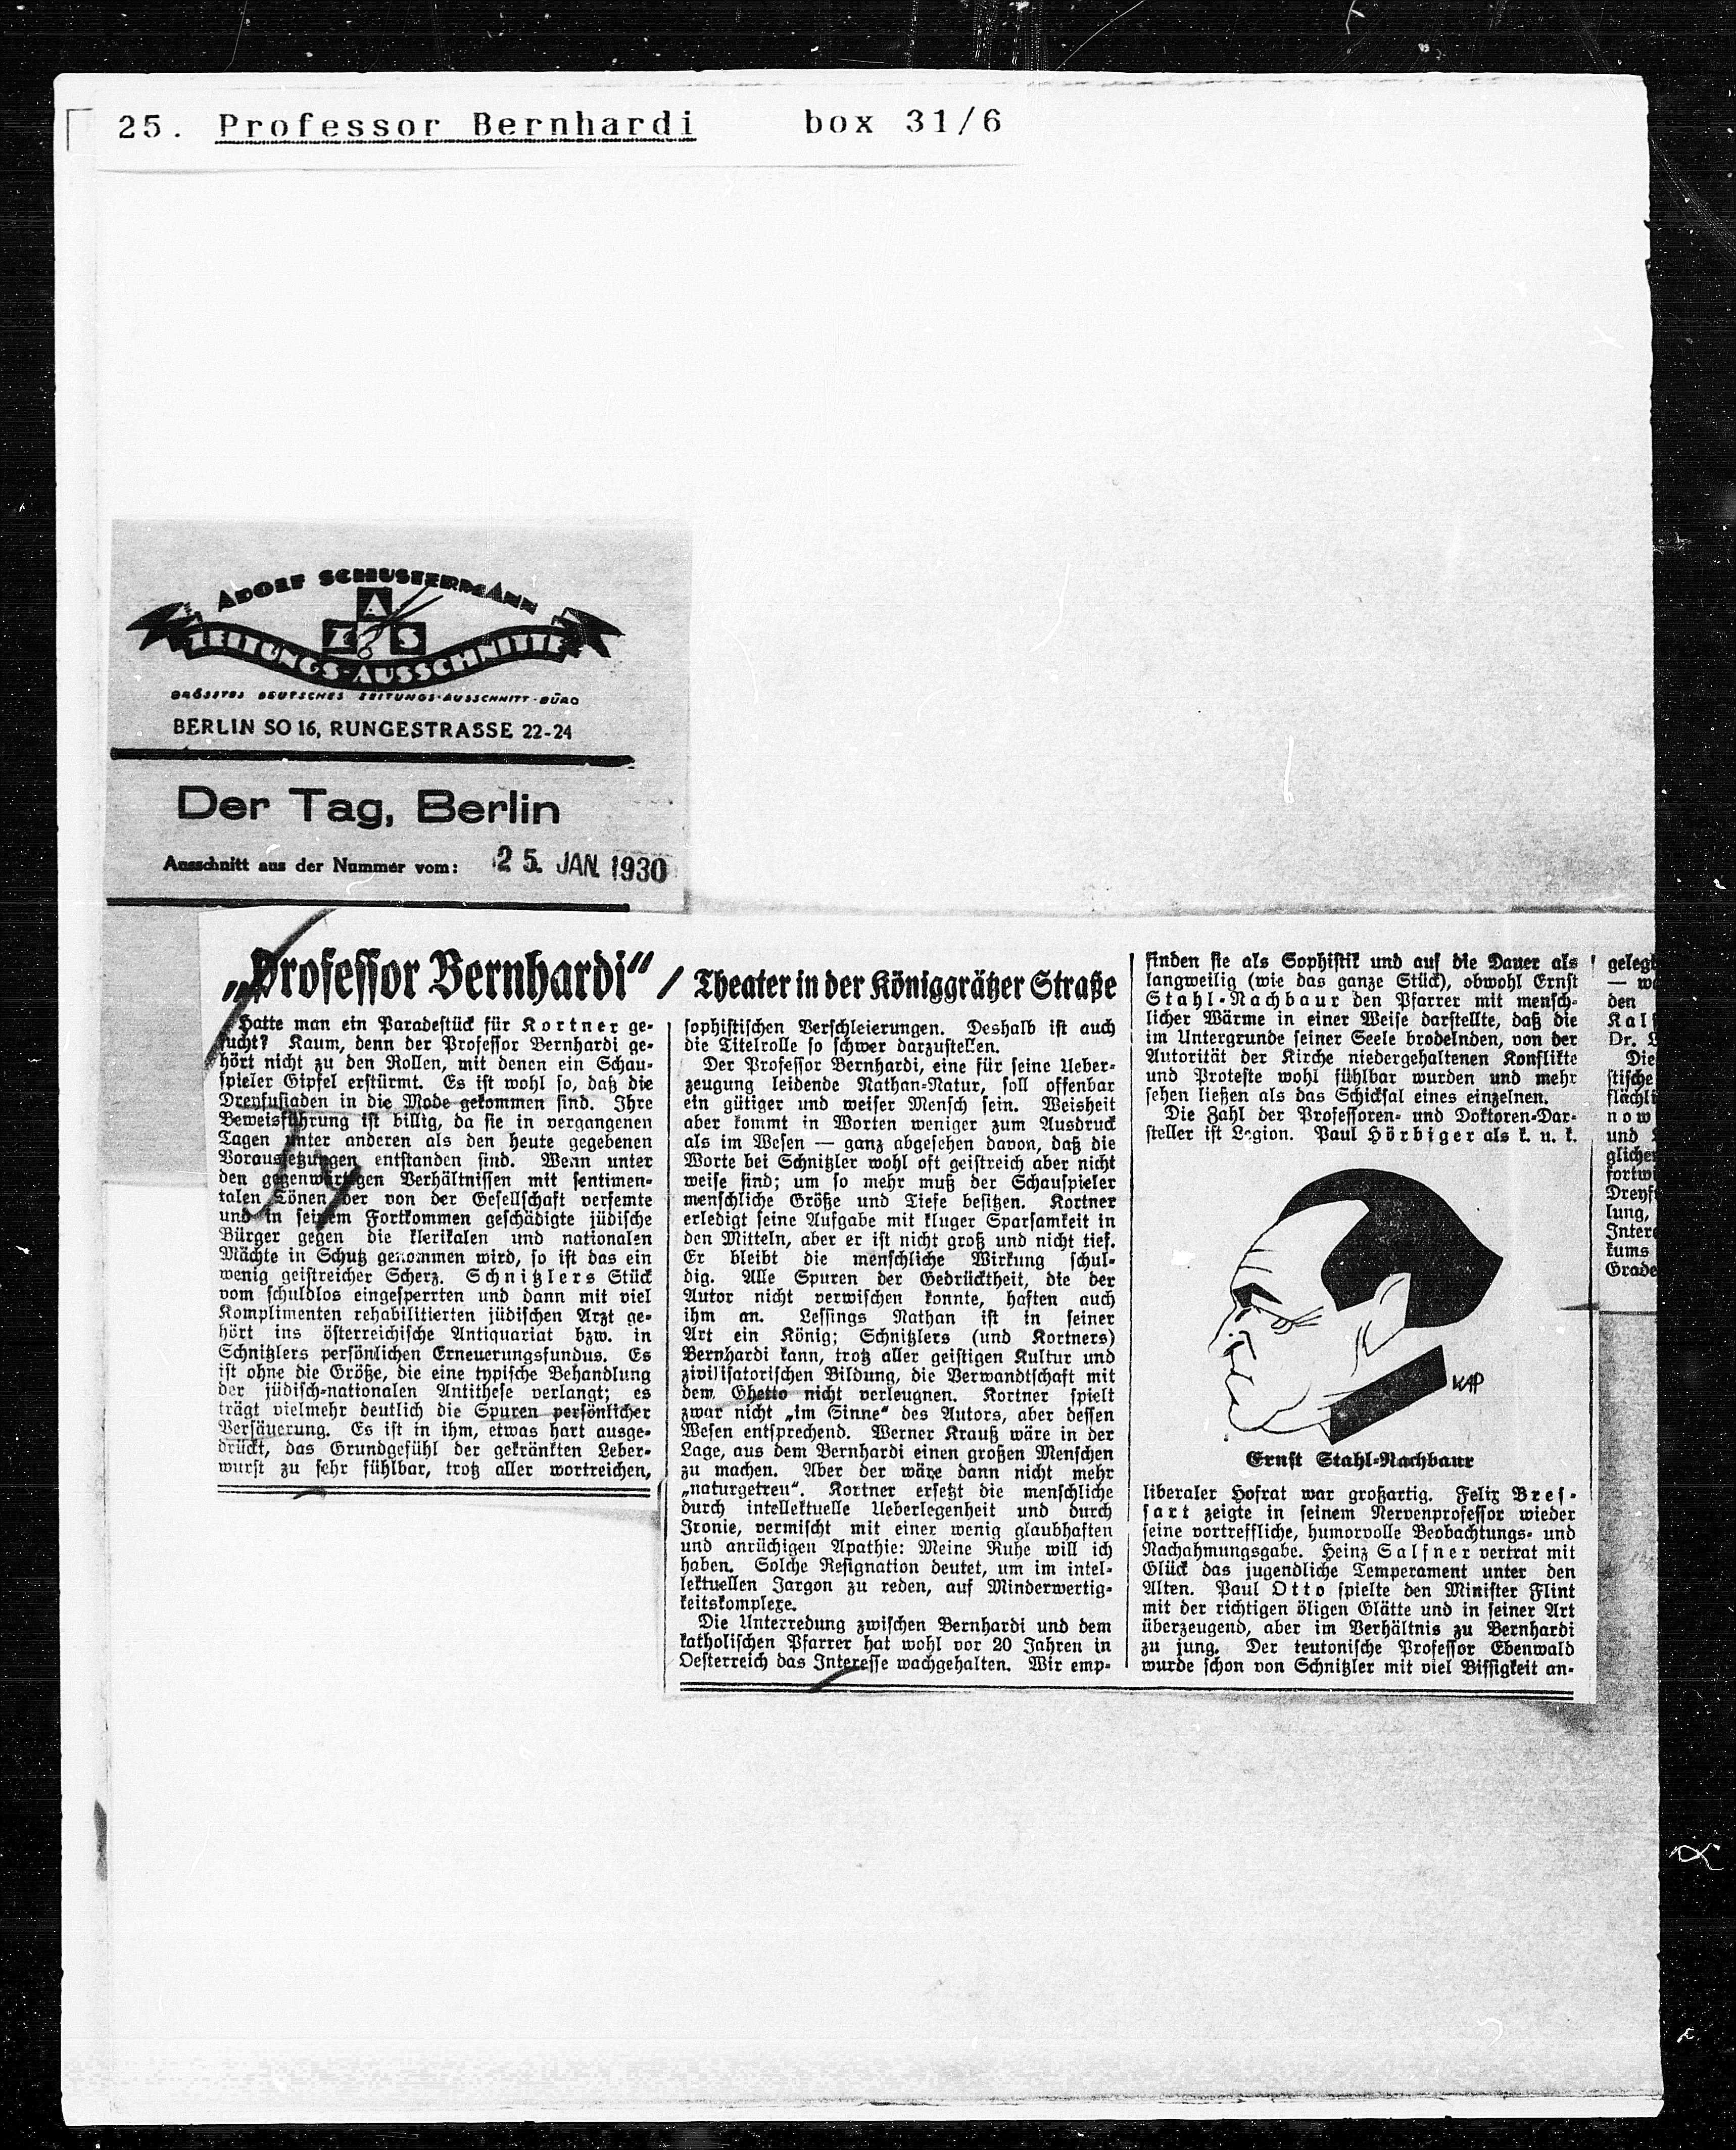 25. Professor Bernhardi box 31/6
ADOLF SCHUSTERMANN
A
Z S
ZEITUNGS-AUSSCHNITTE
GRÖSSTES DEUTSCHES ZEITUNGS-AUSSCHNITT-BÜRO
BERLIN SO 16, RUNGESTRASSE 22-24
Der Tag, Berlin
Ausschnitt aus der Nummer vom: 25. JAN. 1930
„Professor Bernhardi“ / Theater in der Königgrätzer Straße
Hatte man ein Paradestück für Kortner ge-
sucht? Kaum, denn der Professor Bernhardi ge-
hört nicht zu den Rollen, mit denen ein Schau-
spieler Gipfel erstürmt. Es ist wohl so, daß die
Dreyfusiaden in die Mode gekommen sind. Ihre
Beweisführung ist billig, da sie in vergangenen
Tagen unter anderen als den heute gegebenen
Voraussetzungen entstanden sind. Wenn unter
den gegenwärtigen Verhältnissen mit sentimen-
talen Tönen der von der Gesellschaft verfemte
und in seinem Fortkommen geschädigte jüdische
Bürger gegen die klerikalen und nationalen
Mächte in Schutz genommen wird, so ist das ein
wenig geistreicher Scherz. Schnitzlers Stück
vom schuldlos eingesperrten und dann mit viel
Komplimenten rehabilitierten jüdischen Arzt ge-
hört ins österreichische Antiquariat bzw. in
Schnitzlers persönlichen Erneuerungsfundus. Es
ist ohne die Größe, die eine typische Behandlung
der jüdisch-nationalen Antithese verlangt; es
trägt vielmehr deutlich die Spuren persönlicher
Versäuerung. Es ist in ihm, etwas hart ausge-
drückt, das Grundgefühl der gekränkten Leber-
wurst zu sehr fühlbar, trotz aller wortreichen,
sophistischen Verschleierungen. Deshalb ist auch
die Titelrolle so schwer darzustellen.
Der Professor Bernhardi, eine für seine Ueber-
zeugung leidende Nathan-Natur, soll offenbar
ein gütiger und weiser Mensch sein. Weisheit
aber kommt in Worten weniger zum Ausdruck
als im Wesen — ganz abgesehen davon, daß die
Worte bei Schnitzler wohl oft geistreich aber nicht
weise sind; um so mehr muß der Schauspieler
menschliche Größe und Tiefe besitzen. Kortner
erledigt seine Aufgabe mit kluger Sparsamkeit in
den Mitteln, aber er ist nicht groß und nicht tief.
Er bleibt die menschliche Wirkung schul-
dig. Alle Spuren der Gedrücktheit, die der
Autor nicht verwischen konnte, haften auch
ihm an. Lessings Nathan ist in seiner
Art ein König; Schnitzlers (und Kortners)
Bernhardi kann, trotz aller geistigen Kultur und
zivilisatorischen Bildung, die Verwandtschaft mit
dem Ghetto nicht verleugnen. Kortner spielt
zwar nicht „im Sinne“ des Autors, aber dessen
Wesen entsprechend. Werner Krauß wäre in der
Lage, aus dem Bernhardi einen großen Menschen
zu machen. Aber der wäre dann nicht mehr
„naturgetreu“. Kortner ersetzt die menschliche
durch intellektuelle Ueberlegenheit und durch
Ironie, vermischt mit einer wenig glaubhaften
und anrüchigen Apathie: Meine Ruhe will ich
haben. Solche Resignation deutet, um im intel-
lektuellen Jargon zu reden, auf Minderwertig-
keitskomplexe.
Die Unterredung zwischen Bernhardi und dem
katholischen Pfarrer hat wohl vor 20 Jahren in
Oesterreich das Interesse wachgehalten. Wir emp-
finden sie als Sophistik und auf die Dauer als
langweilig (wie das ganze Stück), obwohl Ernst
Stahl-Nachbaur den Pfarrer mit mensch-
licher Wärme in einer Weise darstellte, daß die
im Untergrunde seiner Seele brodelnden, von der
Autorität der Kirche niedergehaltenen Konflikte
und Proteste wohl fühlbar wurden und mehr
sehen ließen als das Schicksal eines einzelnen.
Die Zahl der Professoren- und Doktoren-Dar-
steller ist Legion. Paul Hörbiger als k. u. k.
KAP
Ernst Stahl-Nachbaur
liberaler Hofrat war großartig. Felix Bres-
sart zeigte in seinem Nervenprofessor wieder
seine vortreffliche, humorvolle Beobachtungs- und
Nachahmungsgabe. Heinz Salfner vertrat mit
Glück das jugendliche Temperament unter den
Alten. Paul Otto spielte den Minister Flint
mit der richtigen öligen Glätte und in seiner Art
überzeugend, aber im Verhältnis zu Bernhardi
zu jung. Der teutonische Professor Ebenwald
wurde schon von Schnitzler mit viel Bissigkeit an-
geleg
— w
den
Kal
Dr.
Die
stische
flächli
now
und
gliche
fortw
Dreyf
lung,
Inter
kums
Grade